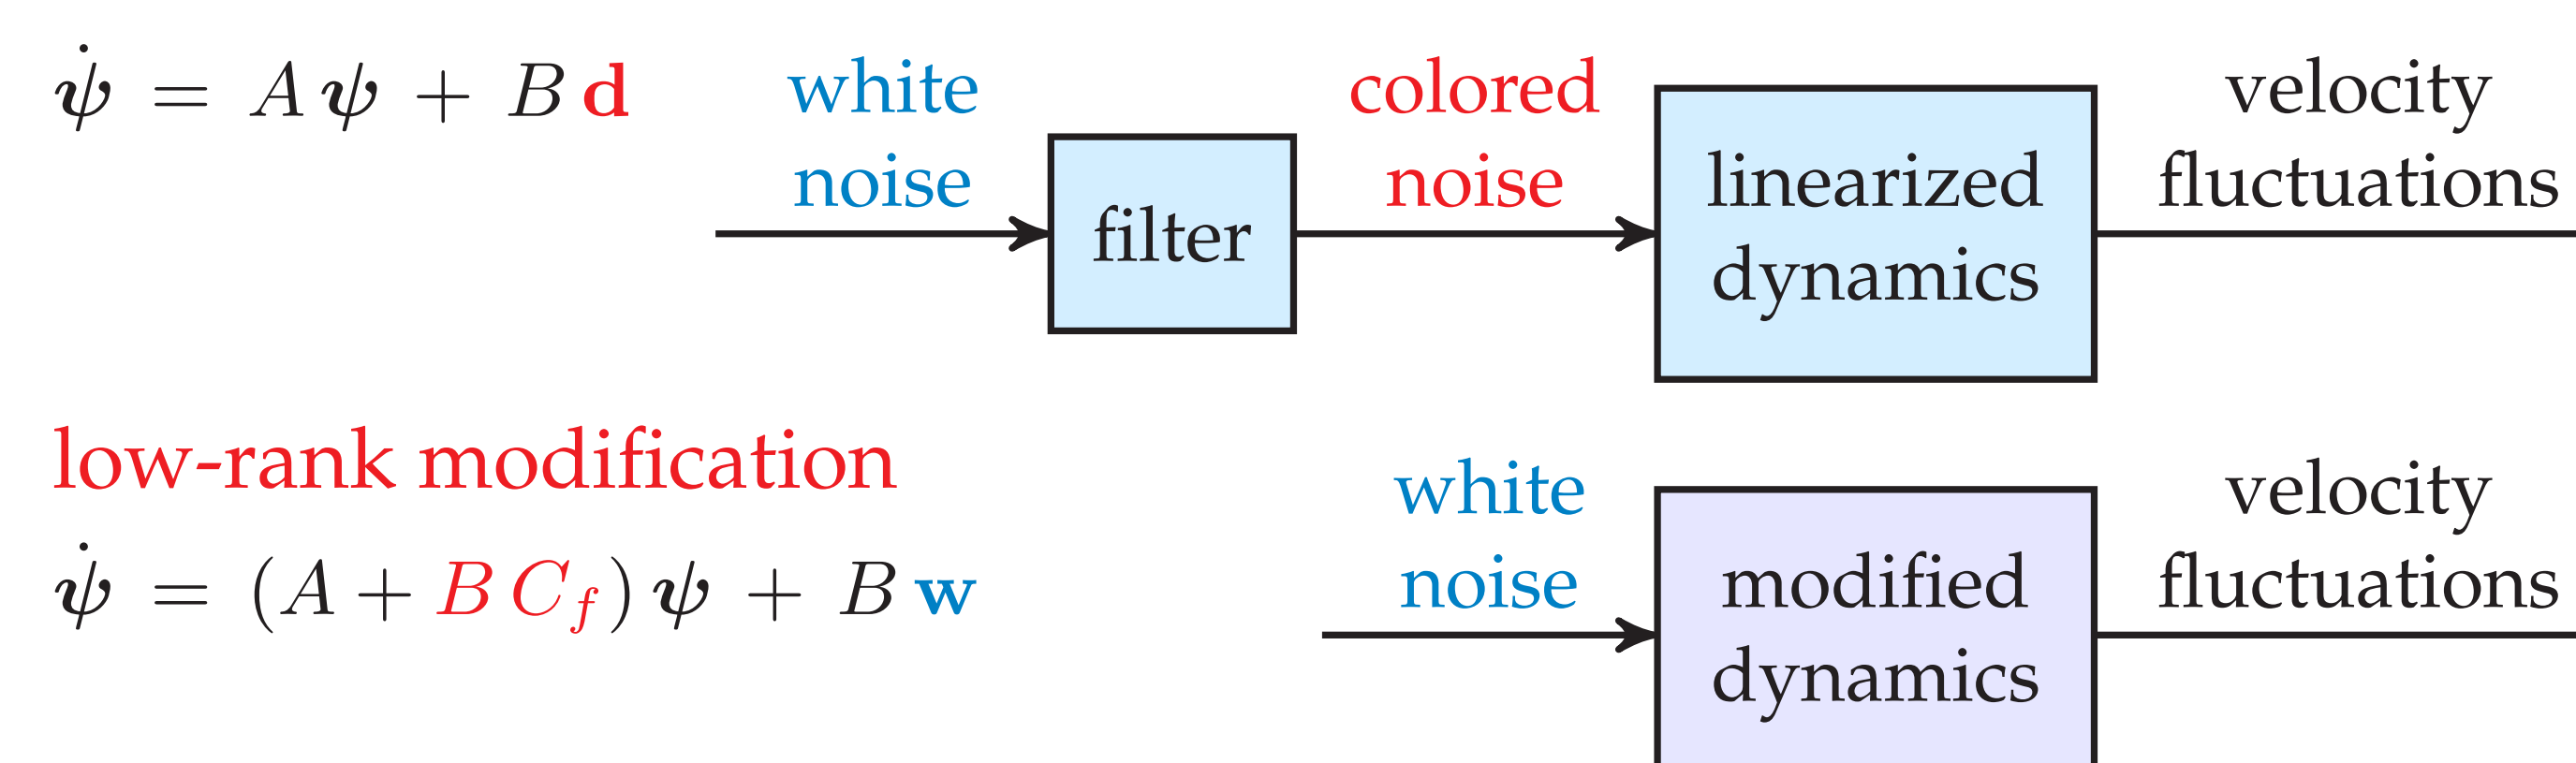 ψ̇ = A ψ + B d
white
noise
filter
colored
noise
linearized
dynamics
velocity
fluctuations
low-rank modification
ψ̇ = (A + B C_f) ψ + B w
white
noise
modified
dynamics
velocity
fluctuations